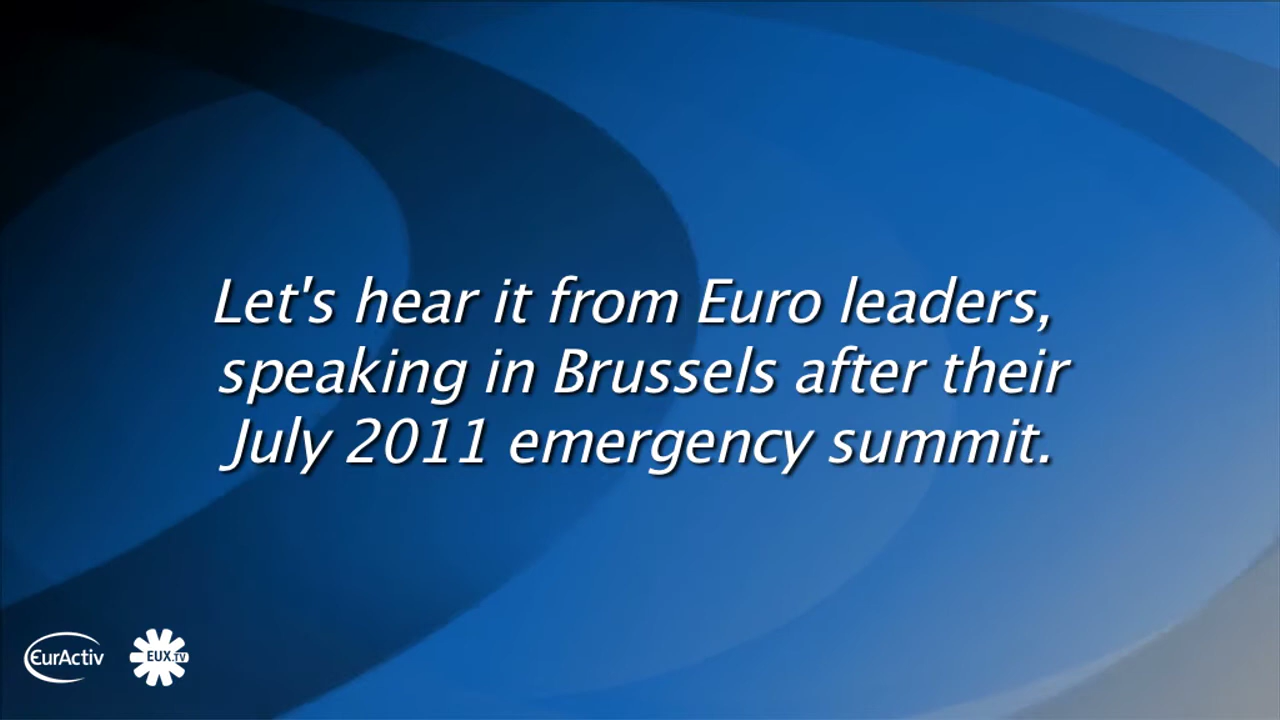 Let's hear it from Euro leaders,
speaking in Brussels after their
July 2011 emergency summit.
EurActiv
EUX.TV